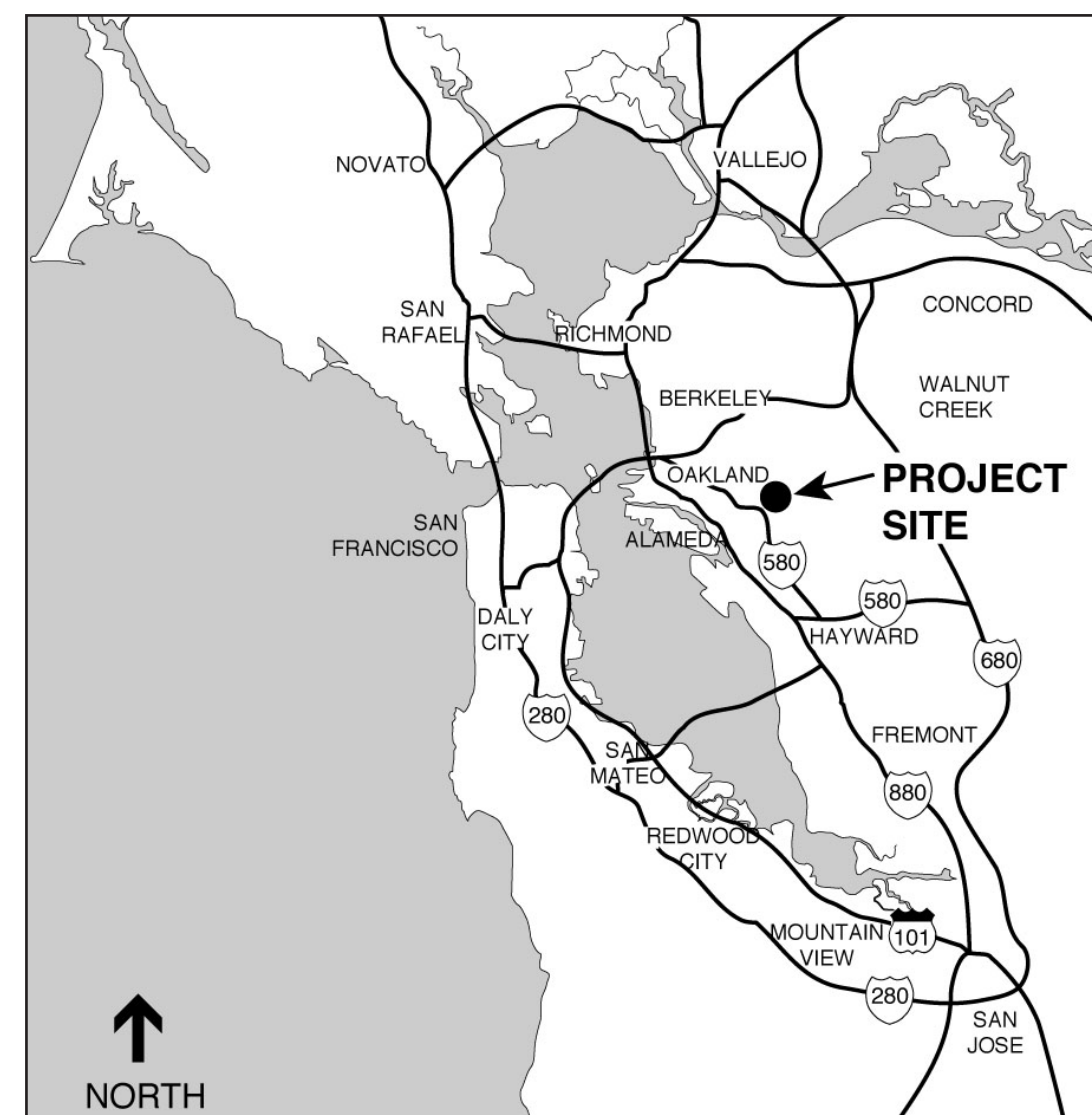 NOVATO
VALLEJO
SAN
RAFAEL
RICHMOND
CONCORD
BERKELEY
WALNUT
CREEK
OAKLAND
PROJECT
SITE
SAN
FRANCISCO
ALAMEDA
580
580
DALY
CITY
HAYWARD
680
280
FREMONT
SAN
MATEO
880
REDWOOD
CITY
MOUNTAIN
VIEW
101
280
SAN
JOSE
NORTH